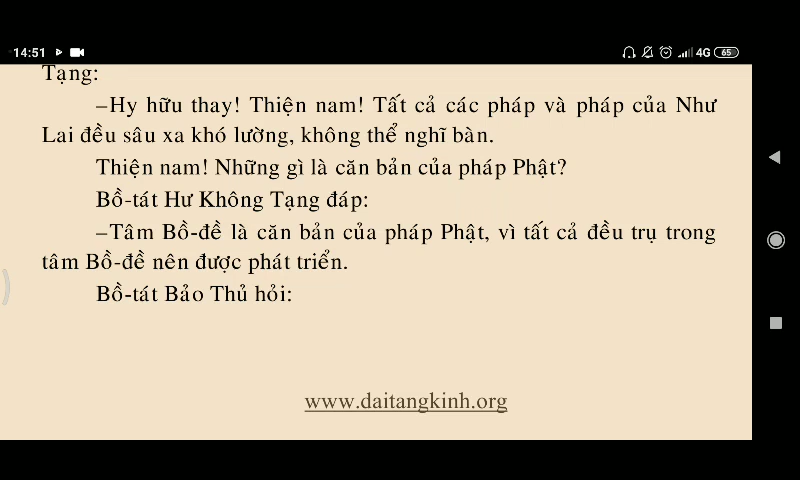 14:51 4G 65
Tạng:
–Hy hữu thay! Thiện nam! Tất cả các pháp và pháp của Như
Lai đều sâu xa khó lường, không thể nghĩ bàn.
Thiện nam! Những gì là căn bản của pháp Phật?
Bồ-tát Hư Không Tạng đáp:
–Tâm Bồ-đề là căn bản của pháp Phật, vì tất cả đều trụ trong
tâm Bồ-đề nên được phát triển.
Bồ-tát Bảo Thủ hỏi:
www.daitangkinh.org